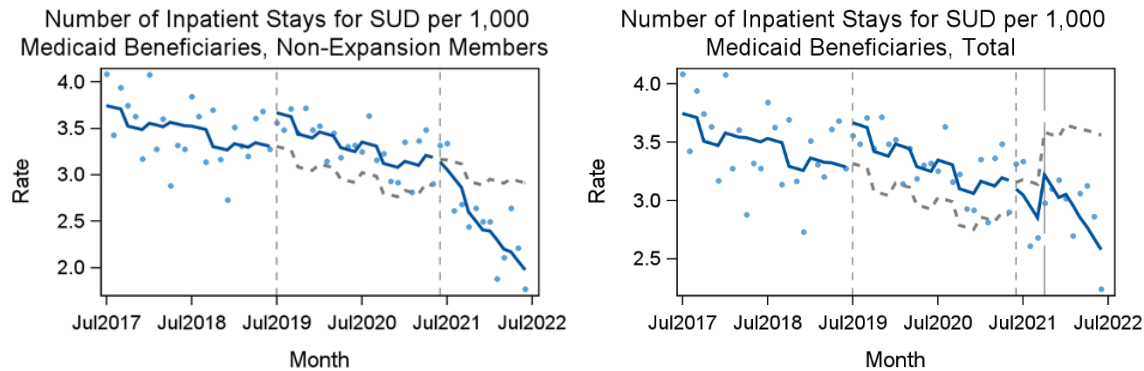 Number of Inpatient Stays for SUD per 1,000
Medicaid Beneficiaries, Non-Expansion Members
4.0
3.5
3.0
2.5
2.0
Rate
Jul2017 Jul2018 Jul2019 Jul2020 Jul2021 Jul2022
Month
Number of Inpatient Stays for SUD per 1,000
Medicaid Beneficiaries, Total
4.0
3.5
3.0
2.5
Rate
Jul2017 Jul2018 Jul2019 Jul2020 Jul2021 Jul2022
Month